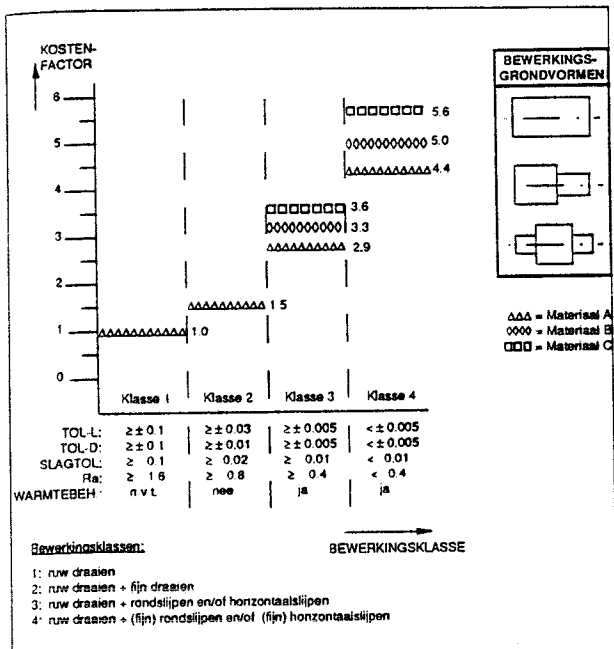 KOSTEN-
FACTOR
6
5
4
3
2
1
0
5.6
5.0
4.4
3.6
3.3
2.9
1.5
1.0
Klasse 1 Klasse 2 Klasse 3 Klasse 4
TOL-L: ≥ ± 0.1 ≥ ± 0.03 ≥ ± 0.005 < ± 0.005
TOL-D: ≥ ± 0.1 ≥ ± 0.01 ≥ ± 0.005 < ± 0.005
SLAGTOL: ≥ 0.1 ≥ 0.02 ≥ 0.01 < 0.01
Ra: ≥ 1.6 ≥ 0.8 ≥ 0.4 < 0.4
WARMTEBEH: n.v.t. nee ja ja
BEWERKINGSKLASSE
BEWERKINGS-
GRONDVORMEN
= Materiaal A
= Materiaal B
= Materiaal C
Bewerkingsklassen:
1: ruw draaien
2: ruw draaien + fijn draaien
3: ruw draaien + rondslijpen en/of horizontaalslijpen
4: ruw draaien + (fijn) rondslijpen en/of (fijn) horizontaalslijpen